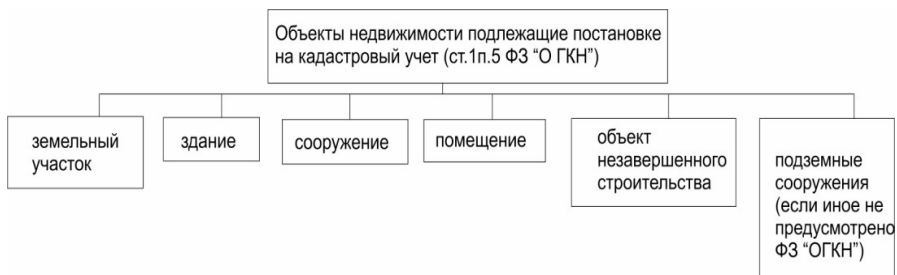 Объекты недвижимости подлежащие постановке
на кадастровый учет (ст.1п.5 ФЗ “О ГКН”)
земельный
участок
здание
сооружение
помещение
объект
незавершенного
строительства
подземные
сооружения
(если иное не
предусмотрено
ФЗ “ОГКН”)